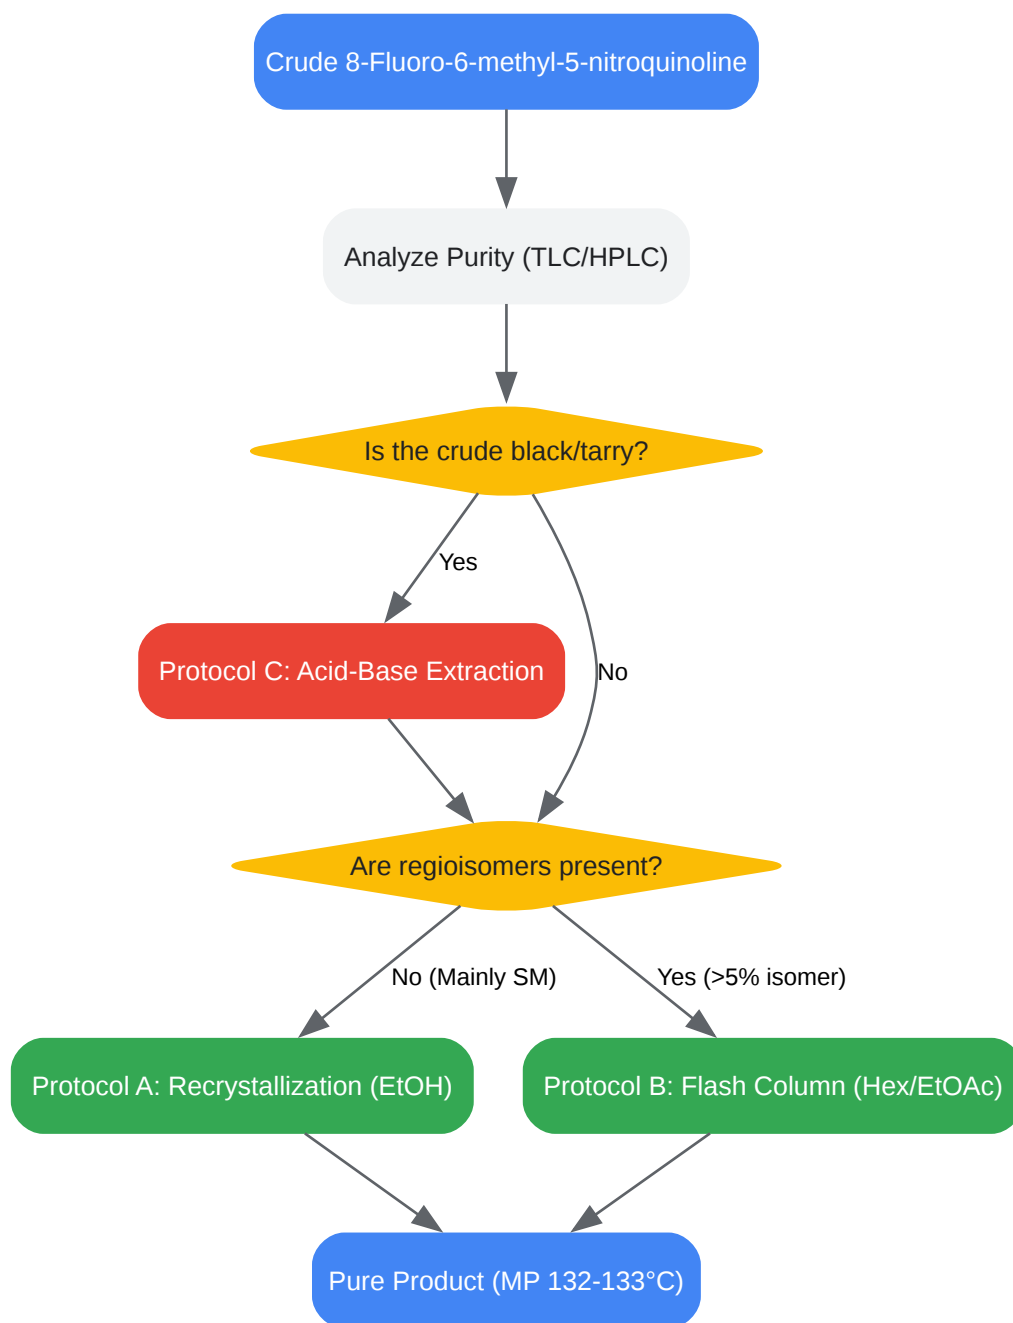 Crude 8-Fluoro-6-methyl-5-nitroquinoline
Analyze Purity (TLC/HPLC)
Is the crude black/tarry?
Yes
Protocol C: Acid-Base Extraction
No
Are regioisomers present?
No (Mainly SM)
Yes (>5% isomer)
Protocol A: Recrystallization (EtOH)
Protocol B: Flash Column (Hex/EtOAc)
Pure Product (MP 132-133°C)